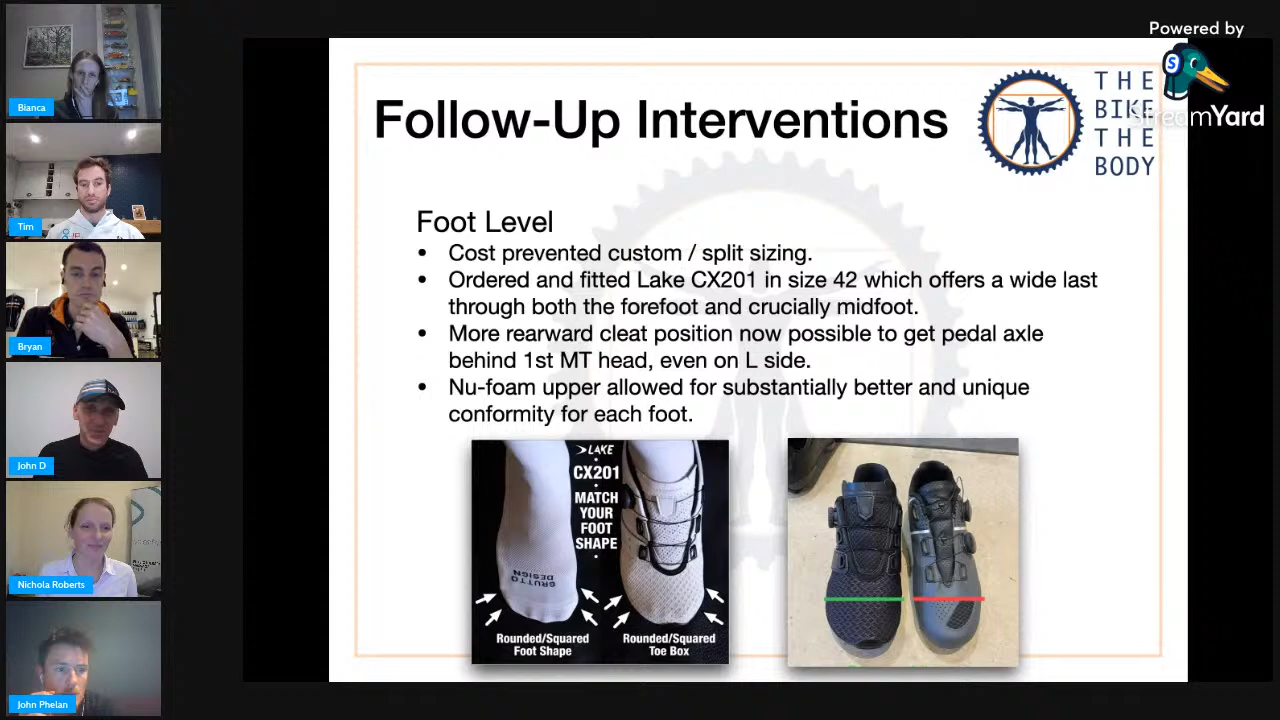 Powered by
StreamYard
Bianca
Tim
Bryan
John D
Nichola Roberts
John Phelan
Follow-Up Interventions
THE
BIKE
THE
BODY
Foot Level
• Cost prevented custom / split sizing.
• Ordered and fitted Lake CX201 in size 42 which offers a wide last
through both the forefoot and crucially midfoot.
• More rearward cleat position now possible to get pedal axle
behind 1st MT head, even on L side.
• Nu-foam upper allowed for substantially better and unique
conformity for each foot.
LAKE
CX201
MATCH
YOUR
FOOT
SHAPE
GRUTTO
DESIGN
Rounded/Squared
Foot Shape
Rounded/Squared
Toe Box